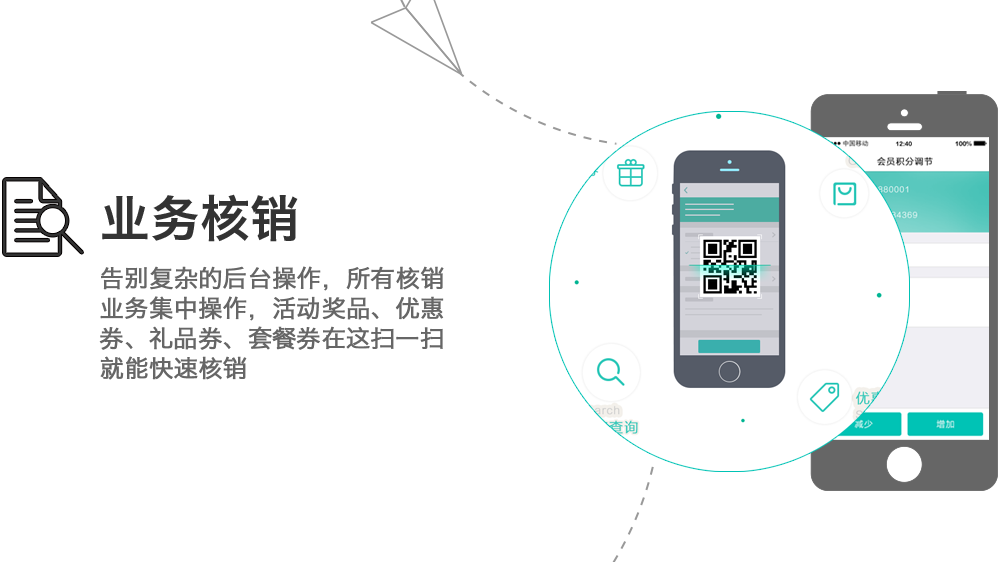 业务核销
告别复杂的后台操作，所有核销
业务集中操作，活动奖品、优惠
券、礼品券、套餐券在这扫一扫
就能快速核销
中国移动 12:40 100%
会员积分调节
680001
4369
arch
查询
优惠
减少 增加